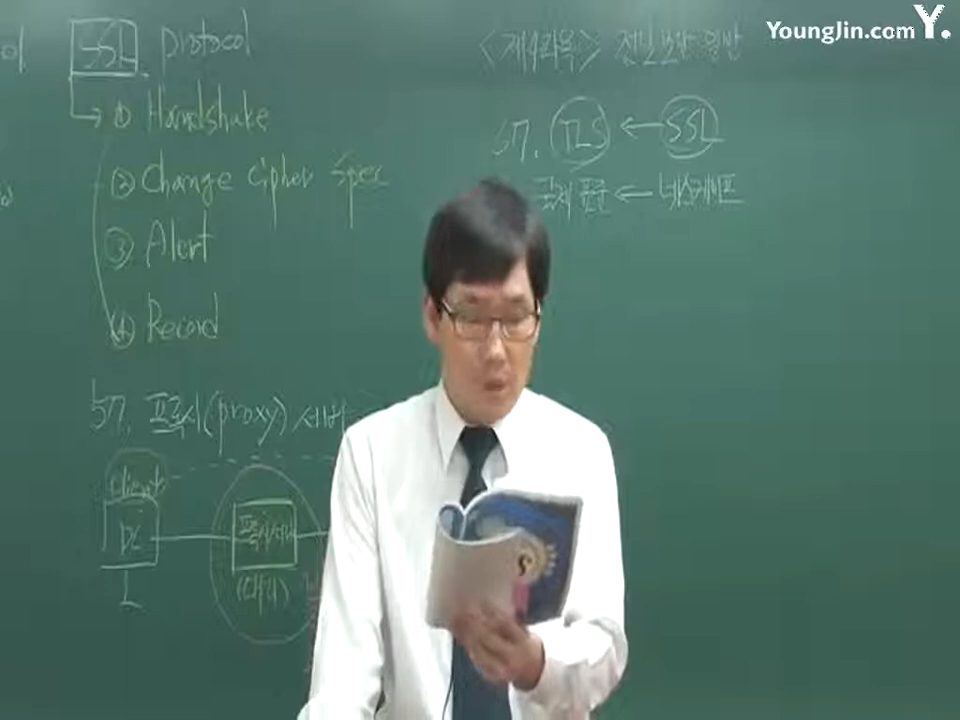 YoungJin.com Y.
SSL protocol
① Handshake
② Change Cipher Spec
③ Alert
④ Record
57. 프록시(proxy) 서버
Client
PC
프록시서버
(대리)
<제4과목> 정보보안 일반
67. TLS ← SSL
국제 표준 ← 넷스케이프